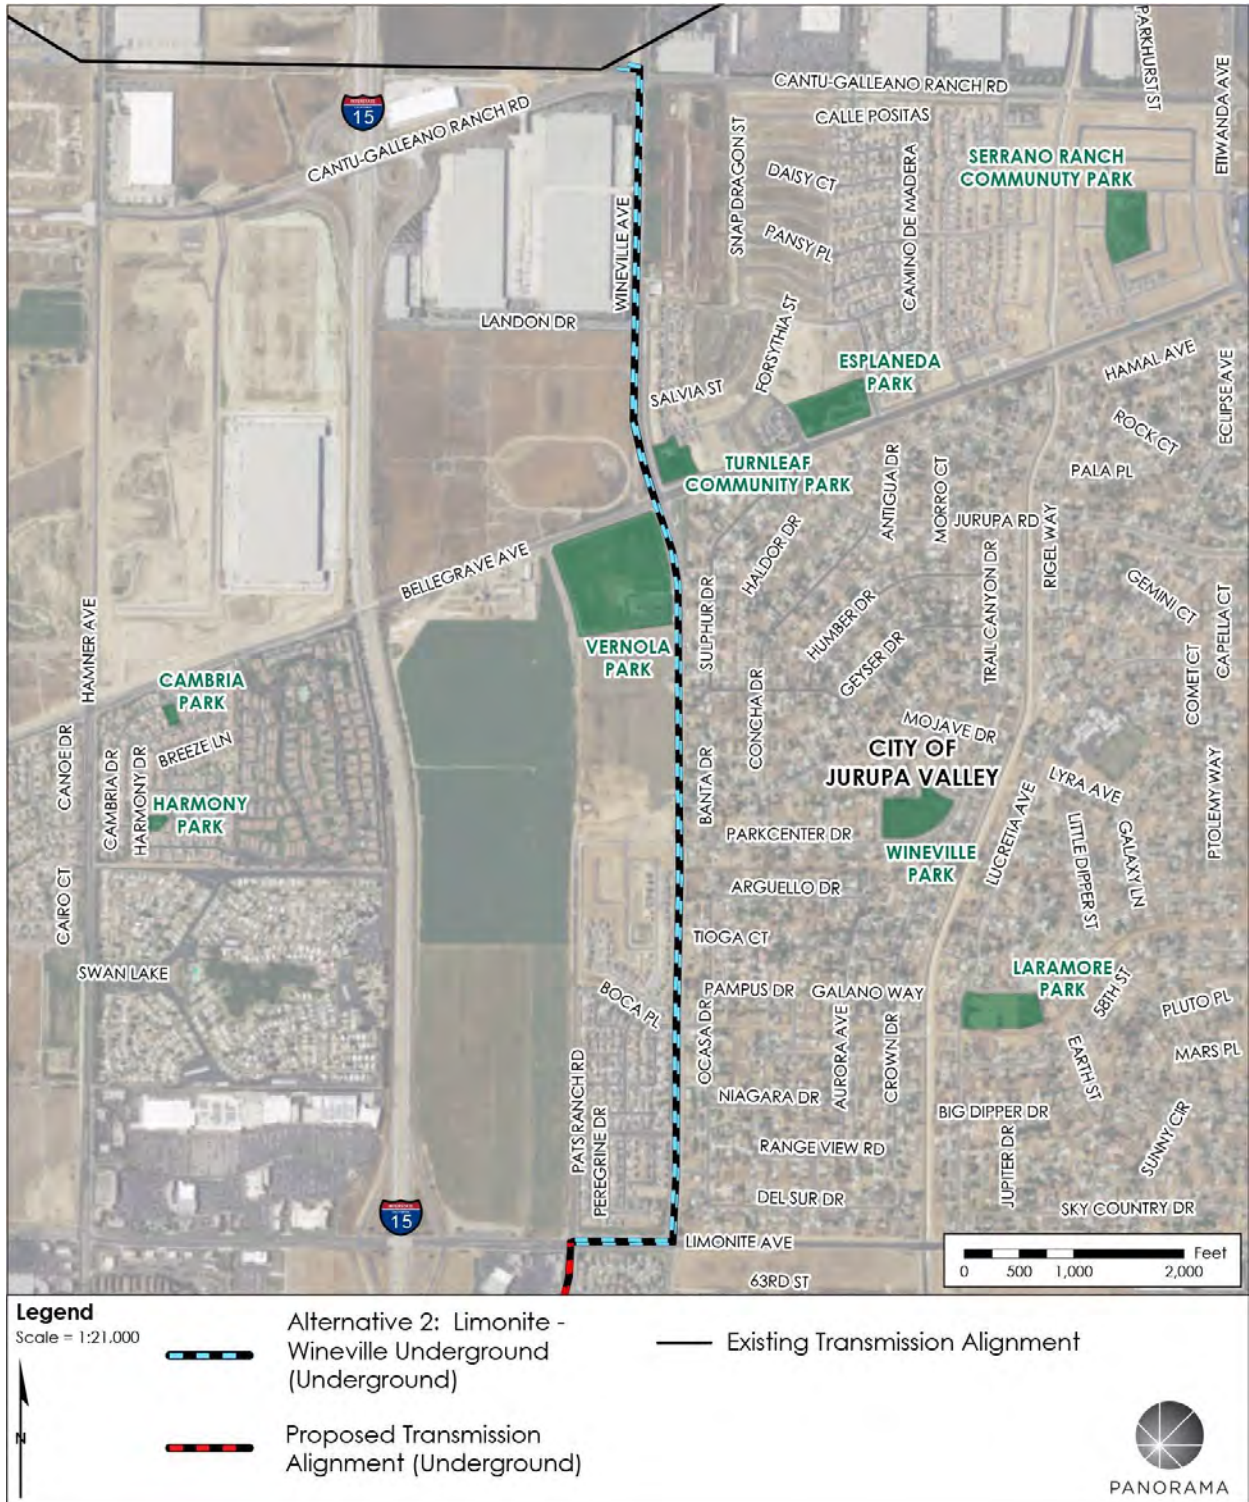 PARKHURST ST
ETIWANDA AVE
CANTU-GALLEANO RANCH RD
INTERSTATE
15
CANTU-GALLEANO RANCH RD
CALLE POSITAS
SERRANO RANCH
COMMUNUTY PARK
SNAP DRAGON ST
DAISY CT
CAMINO DE MADERA
WINEVILLE AVE
PANSY PL
LANDON DR
FORSYTHIA ST
ESPLANEDA
PARK
HAMAL AVE
ECLIPSE AVE
SALVIA ST
ROCK CT
TURNLEAF
COMMUNITY PARK
ANTIGUA DR
MORRO CT
PALA PL
JURUPA RD
HALDOR DR
RIGEL WAY
BELLEGRAVE AVE
TRAIL CANYON DR
GEMINI CT
CAPELLA CT
HAMNER AVE
SULPHUR DR
HUMBER DR
VERNOLA
PARK
GEYSER DR
COMET CT
CAMBRIA
PARK
CONCHA DR
MOJAVE DR
CITY OF
JURUPA VALLEY
CANOE DR
BREEZE LN
CAMBRIA DR
HARMONY DR
BANTA DR
LYRA AVE
PTOLEMY WAY
HARMONY
PARK
PARKCENTER DR
LUCRETIA AVE
LITTLE DIPPER ST
GALAXY LN
WINEVILLE
PARK
CAIRO CT
ARGUELLO DR
TIOGA CT
SWAN LAKE
LARAMORE
PARK
BOCA PL
PAMPUS DR
GALANO WAY
58TH ST
PLUTO PL
OCASA DR
AURORA AVE
CROWN DR
EARTH ST
MARS PL
PATS RANCH RD
PEREGRINE DR
NIAGARA DR
BIG DIPPER DR
SUNNY CIR
RANGE VIEW RD
JUPITER DR
DEL SUR DR
SKY COUNTRY DR
15
LIMONITE AVE
63RD ST
Feet
0 500 1,000 2,000
Legend
Scale = 1:21,000
Alternative 2: Limonite -
Wineville Underground
(Underground)
Existing Transmission Alignment
Proposed Transmission
Alignment (Underground)
N
PANORAMA